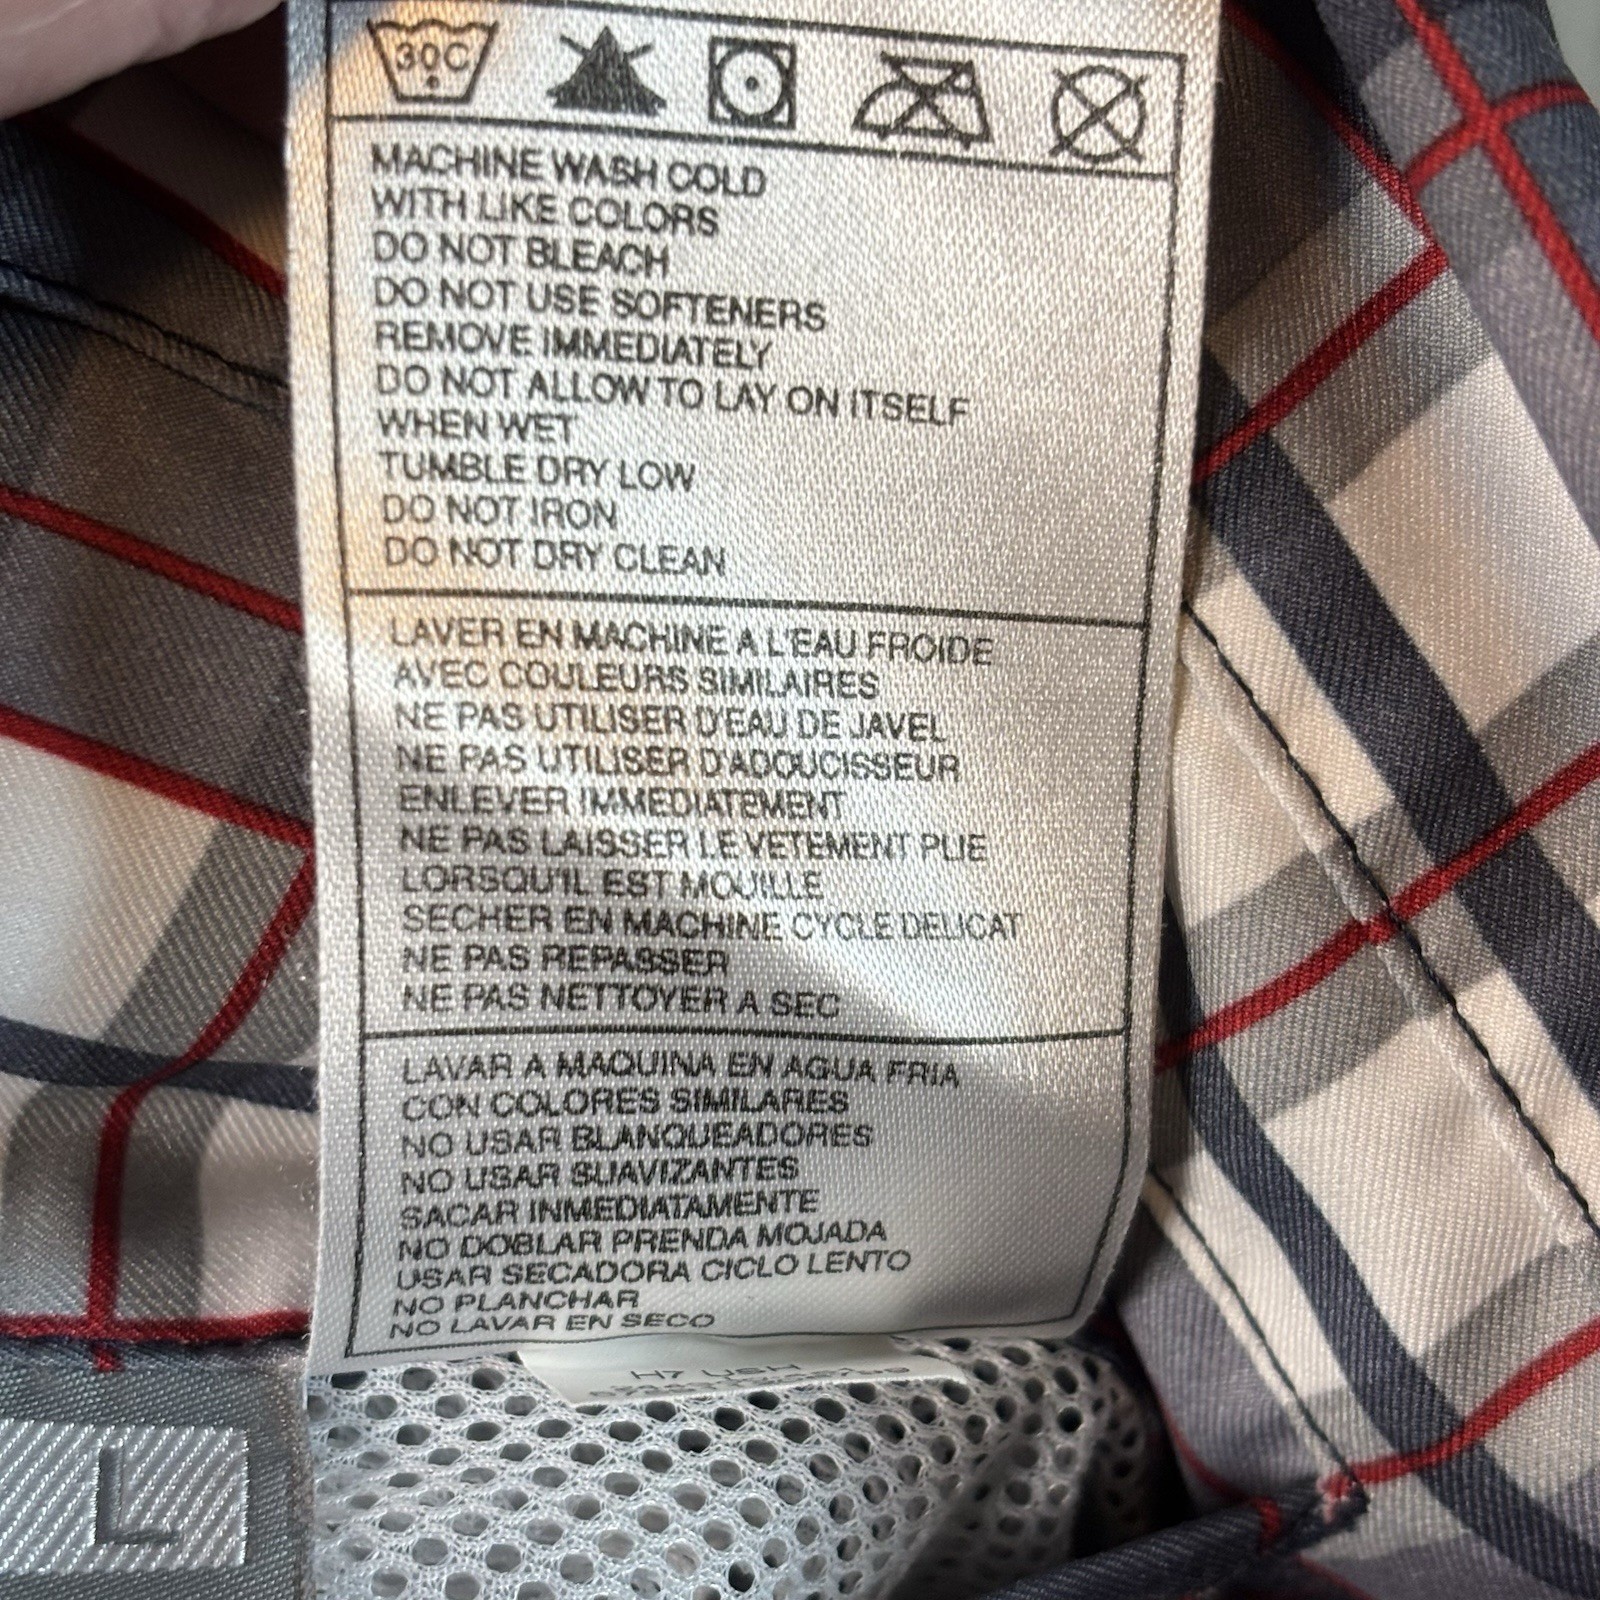 30C
MACHINE WASH COLD
WITH LIKE COLORS
DO NOT BLEACH
DO NOT USE SOFTENERS
REMOVE IMMEDIATELY
DO NOT ALLOW TO LAY ON ITSELF
WHEN WET
TUMBLE DRY LOW
DO NOT IRON
DO NOT DRY CLEAN
LAVER EN MACHINE A L'EAU FROIDE
AVEC COULEURS SIMILAIRES
NE PAS UTILISER D'EAU DE JAVEL
NE PAS UTILISER D'ADOUCISSEUR
ENLEVER IMMEDIATEMENT
NE PAS LAISSER LE VETEMENT PLIE
LORSQU'IL EST MOUILLE
SECHER EN MACHINE CYCLE DELICAT
NE PAS REPASSER
NE PAS NETTOYER A SEC
LAVAR A MAQUINA EN AGUA FRIA
CON COLORES SIMILARES
NO USAR BLANQUEADORES
NO USAR SUAVIZANTES
SACAR INMEDIATAMENTE
NO DOBLAR PRENDA MOJADA
USAR SECADORA CICLO LENTO
NO PLANCHAR
NO LAVAR EN SECO
L